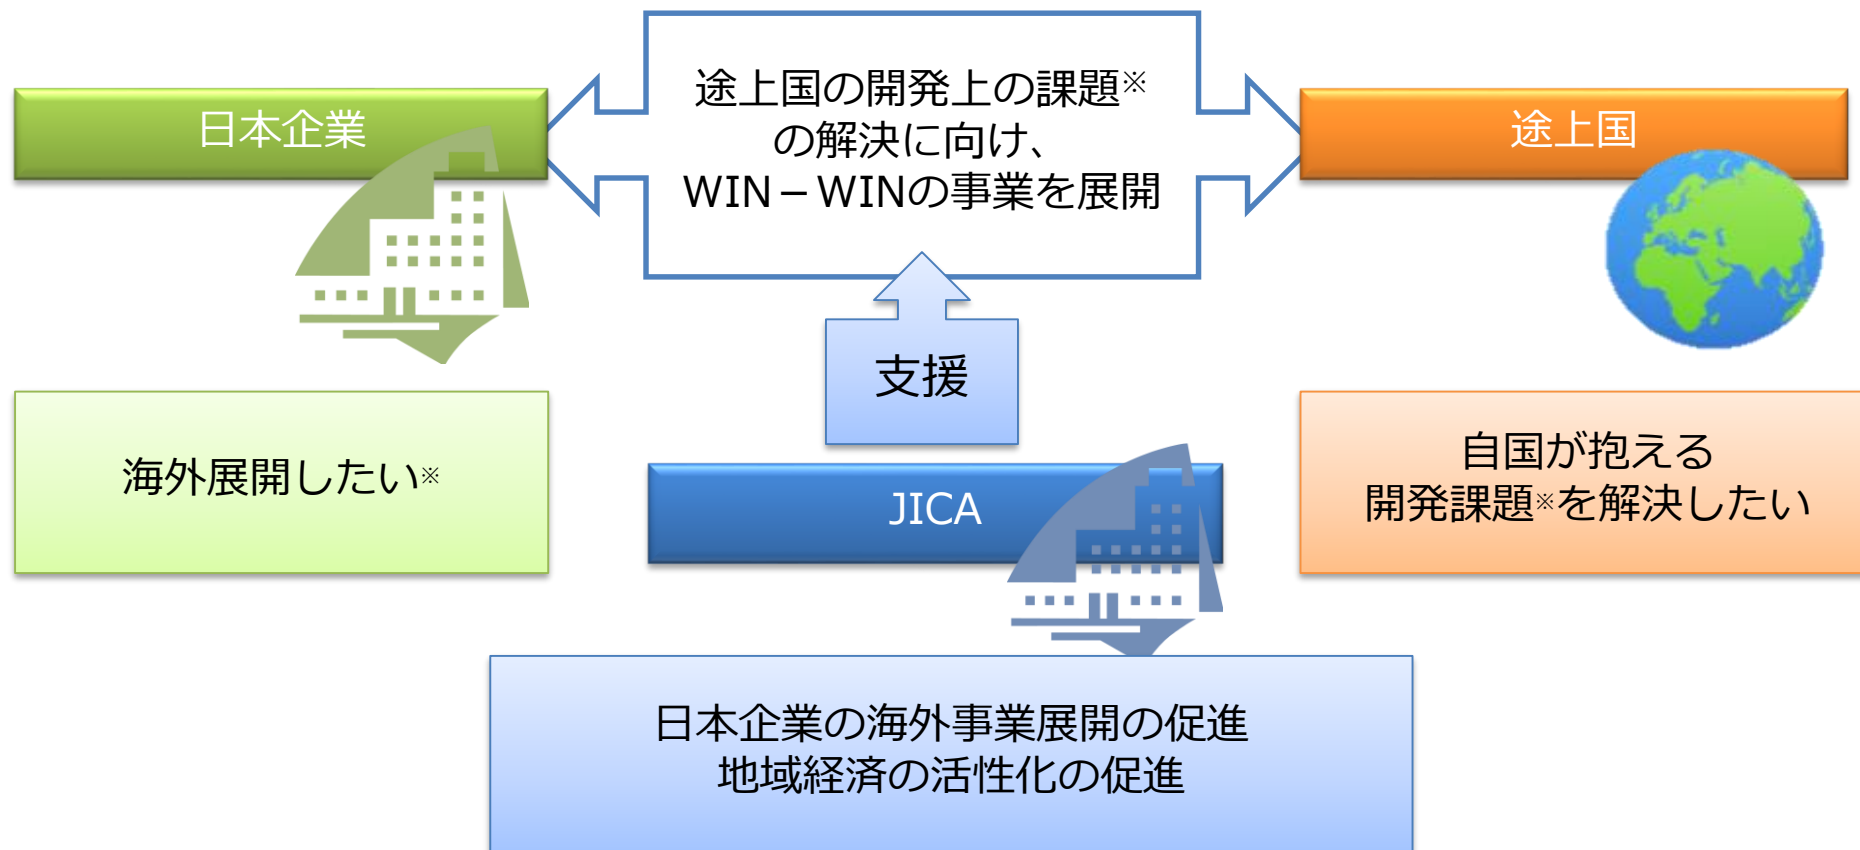 途上国の開発上の課題※
の解決に向け、
WIN－WINの事業を展開
日本企業
途上国
支援
海外展開したい※
JICA
自国が抱える
開発課題※を解決したい
日本企業の海外事業展開の促進
地域経済の活性化の促進